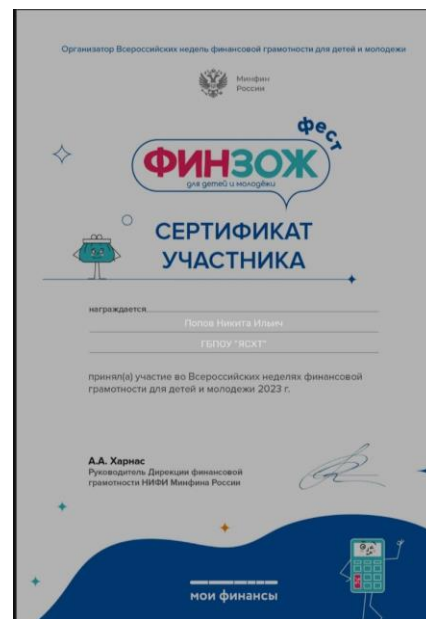 Организатор Всероссийских недель финансовой грамотности для детей и молодежи
Минфин
России
фест
ФИНЗОЖ
для детей и молодёжи
СЕРТИФИКАТ
УЧАСТНИКА
награждается
Попов Никита Ильич
ГБПОУ "ЯСХТ"
принял(а) участие во Всероссийских неделях финансовой
грамотности для детей и молодежи 2023 г.
А.А. Харнас
Руководитель Дирекции финансовой
грамотности НИФИ Минфина России
мои финансы